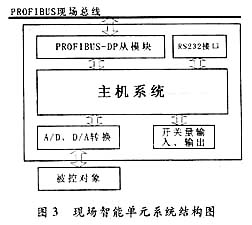 PROFIBUS现场总线
PROFIBUS-DP从模块
RS232接口
主机系统
A/D、D/A转换
开关量输
入、输出
被控对象
图3 现场智能单元系统结构图